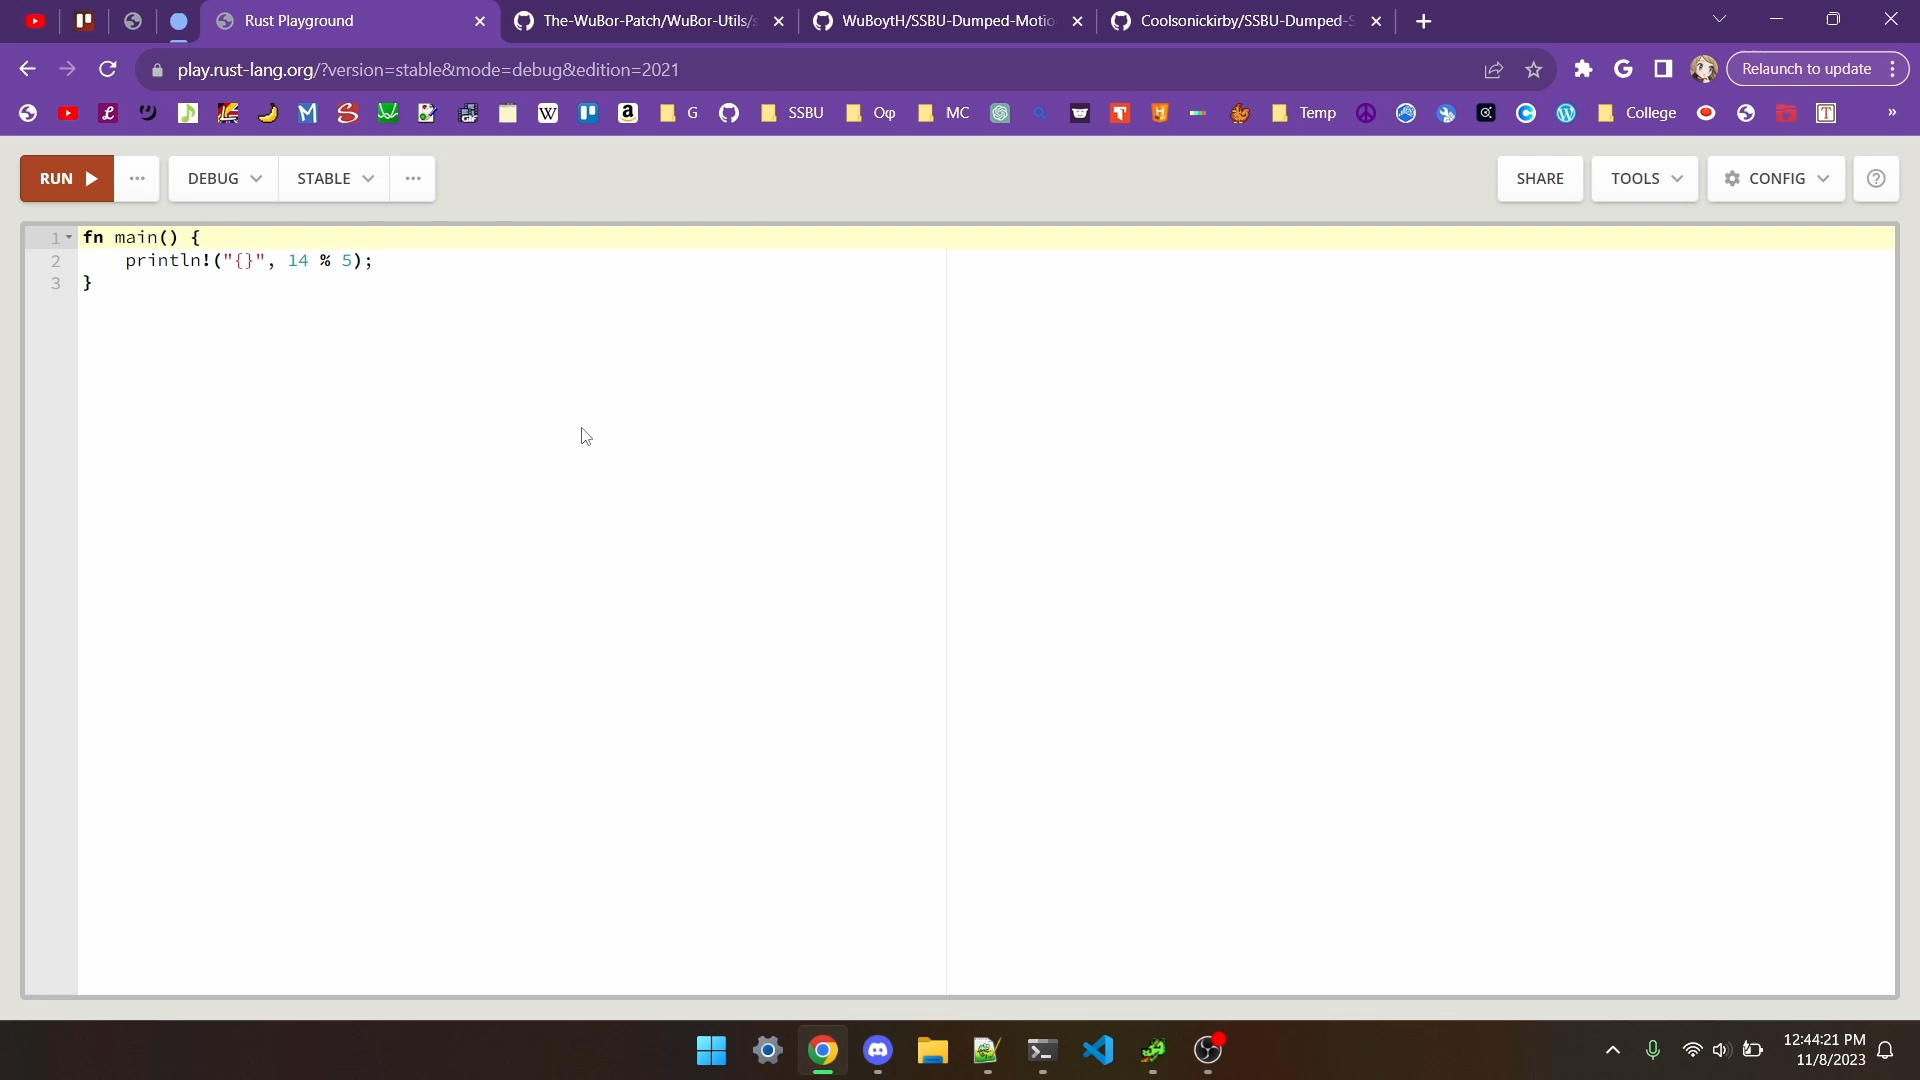 Rust Playground
The-WuBor-Patch/WuBor-Utils/s
WuBoytH/SSBU-Dumped-Motio
Coolsonickirby/SSBU-Dumped-S
play.rust-lang.org/?version=stable&mode=debug&edition=2021
Relaunch to update
G
SSBU
Oφ
MC
Temp
College
»
RUN
...
DEBUG
STABLE
...
SHARE
TOOLS
CONFIG
1 fn main() {
2 println!("{}", 14 % 5);
3 }
12:44:21 PM
11/8/2023